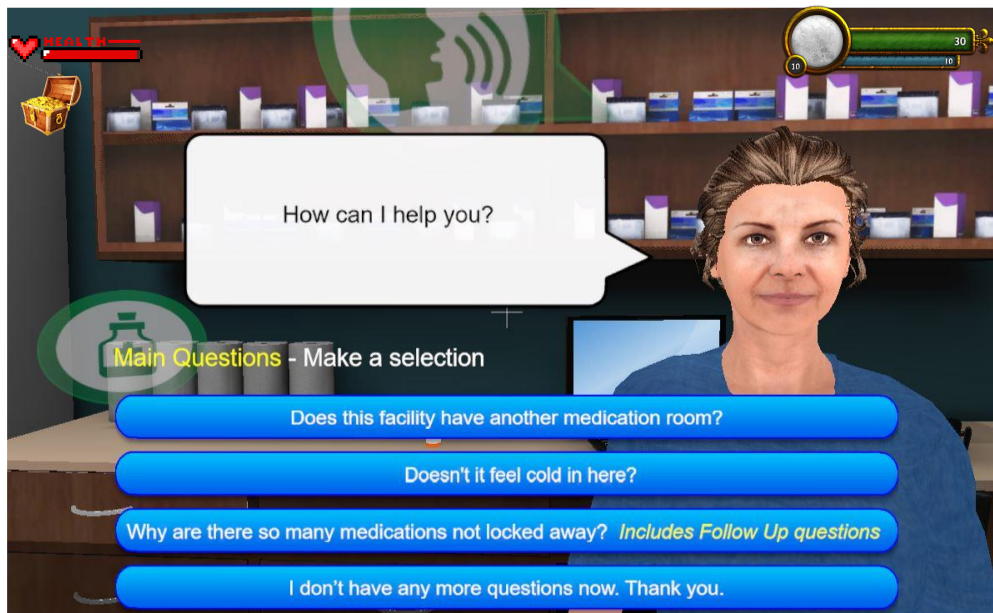 HEALTH
30
10
10
How can I help you?
Main Questions - Make a selection
Does this facility have another medication room?
Doesn't it feel cold in here?
Why are there so many medications not locked away? Includes Follow Up questions
I don't have any more questions now. Thank you.